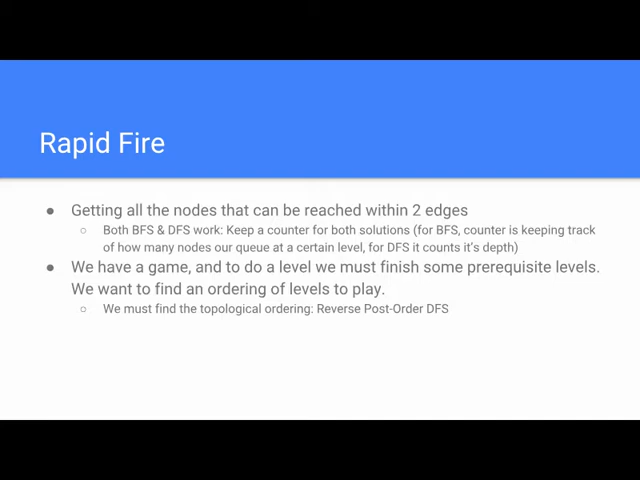 Rapid Fire
● Getting all the nodes that can be reached within 2 edges
○ Both BFS & DFS work: Keep a counter for both solutions (for BFS, counter is keeping track
of how many nodes our queue at a certain level, for DFS it counts it's depth)
● We have a game, and to do a level we must finish some prerequisite levels.
We want to find an ordering of levels to play.
○ We must find the topological ordering: Reverse Post-Order DFS